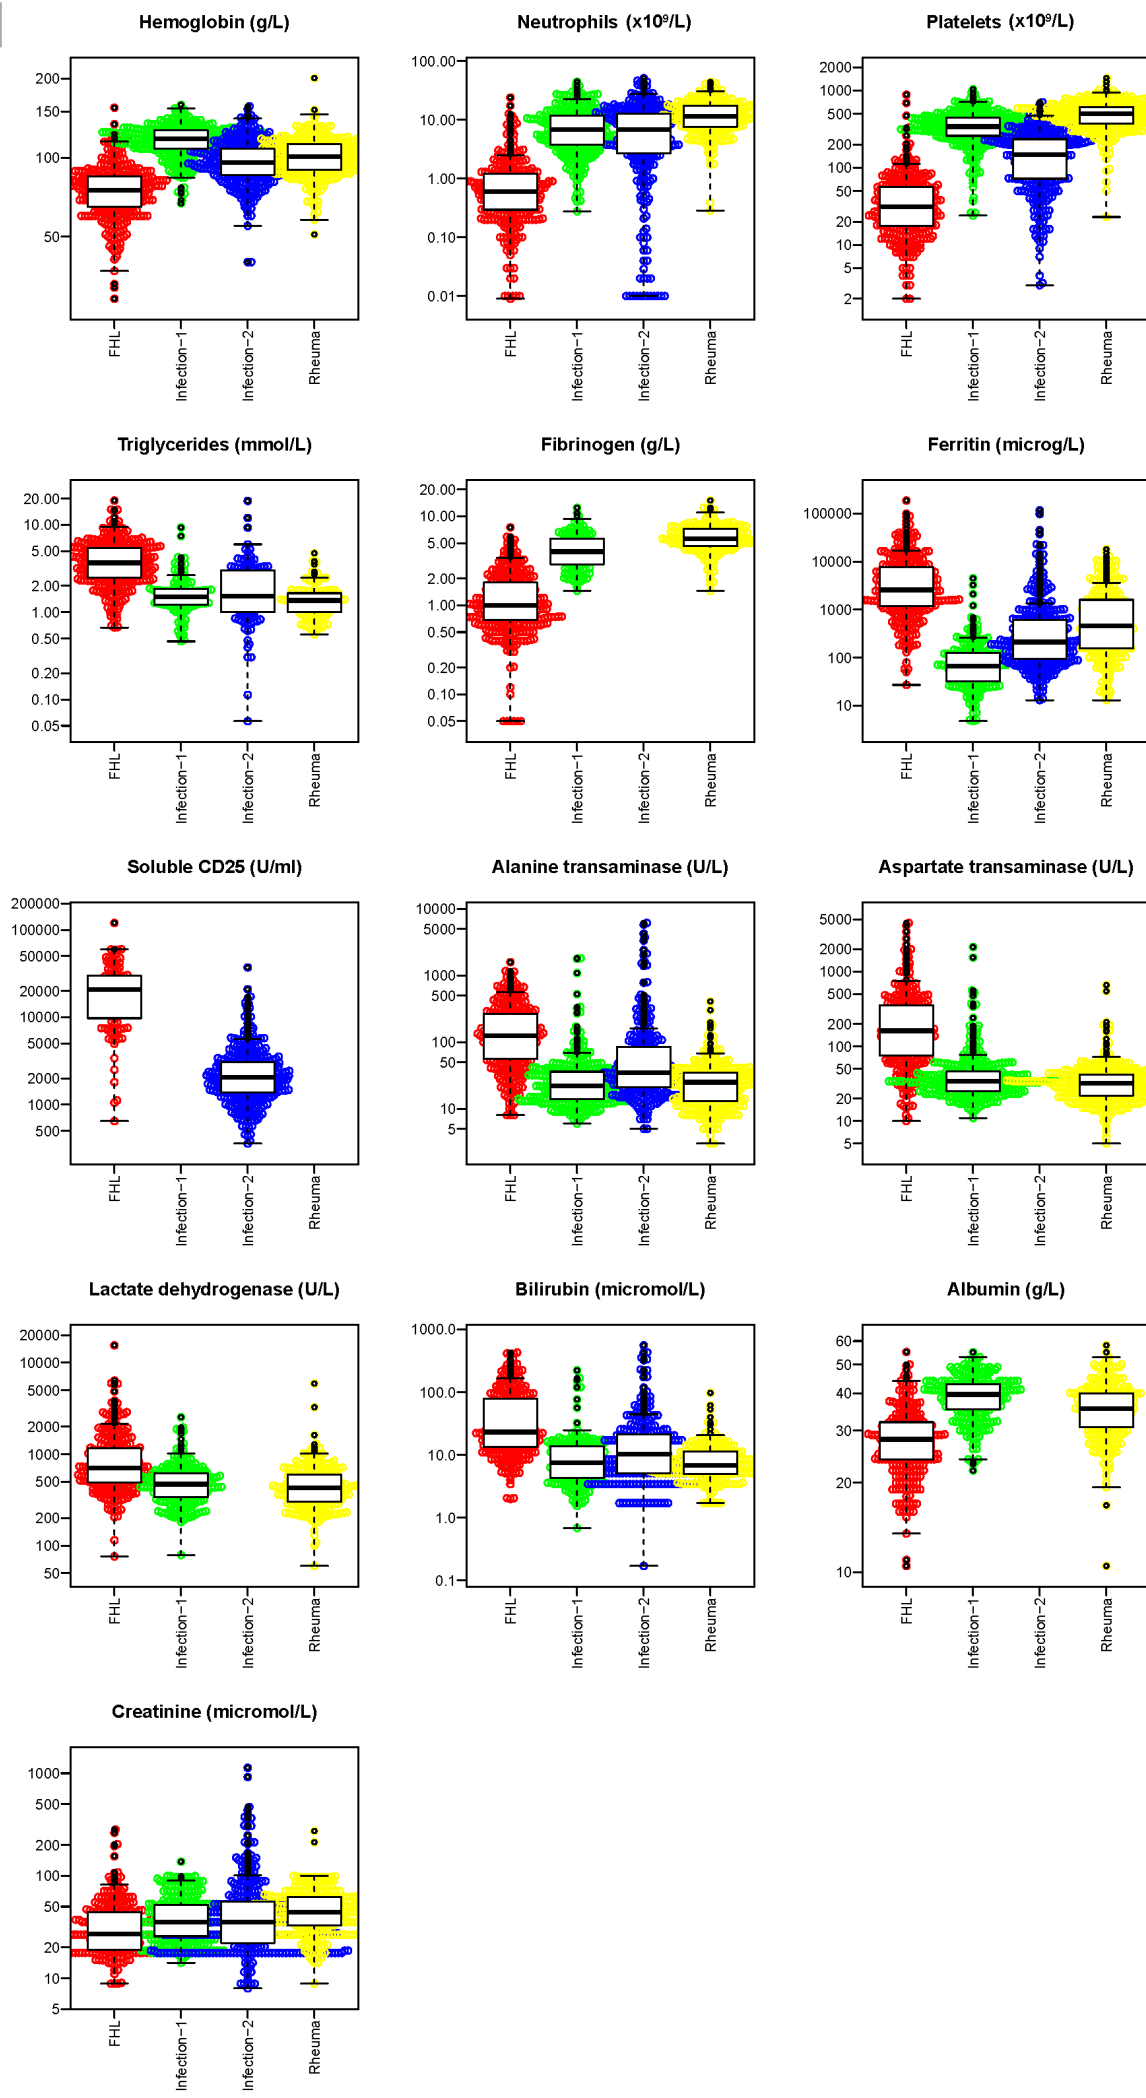 Hemoglobin (g/L)
200
150
100
50
FHL
Infection−1
Infection−2
Rheuma
Neutrophils (x10⁹/L)
100.00
10.00
1.00
0.10
0.01
FHL
Infection−1
Infection−2
Rheuma
Platelets (x10⁹/L)
2000
1000
500
200
100
50
20
10
5
2
FHL
Infection−1
Infection−2
Rheuma
Triglycerides (mmol/L)
20.00
10.00
5.00
2.00
1.00
0.50
0.20
0.10
0.05
FHL
Infection−1
Infection−2
Rheuma
Fibrinogen (g/L)
20.00
10.00
5.00
2.00
1.00
0.50
0.20
0.10
0.05
FHL
Infection−1
Infection−2
Rheuma
Ferritin (microg/L)
100000
10000
1000
100
10
FHL
Infection−1
Infection−2
Rheuma
Soluble CD25 (U/ml)
200000
100000
50000
20000
10000
5000
2000
1000
500
FHL
Infection−1
Infection−2
Rheuma
Alanine transaminase (U/L)
10000
5000
1000
500
100
50
10
5
FHL
Infection−1
Infection−2
Rheuma
Aspartate transaminase (U/L)
5000
2000
1000
500
200
100
50
20
10
5
FHL
Infection−1
Infection−2
Rheuma
Lactate dehydrogenase (U/L)
20000
10000
5000
2000
1000
500
200
100
50
FHL
Infection−1
Infection−2
Rheuma
Bilirubin (micromol/L)
1000.0
100.0
10.0
1.0
0.1
FHL
Infection−1
Infection−2
Rheuma
Albumin (g/L)
60
50
40
30
20
10
FHL
Infection−1
Infection−2
Rheuma
Creatinine (micromol/L)
1000
500
200
100
50
20
10
5
FHL
Infection−1
Infection−2
Rheuma